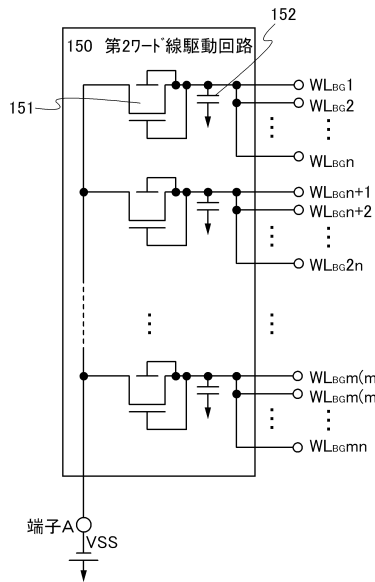 152
150 第2ワード線駆動回路
151
WLBG1
WLBG2
WLBGn
WLBGn+1
WLBGn+2
WLBG2n
WLBGm(m
WLBGm(m
WLBGmn
端子A
VSS